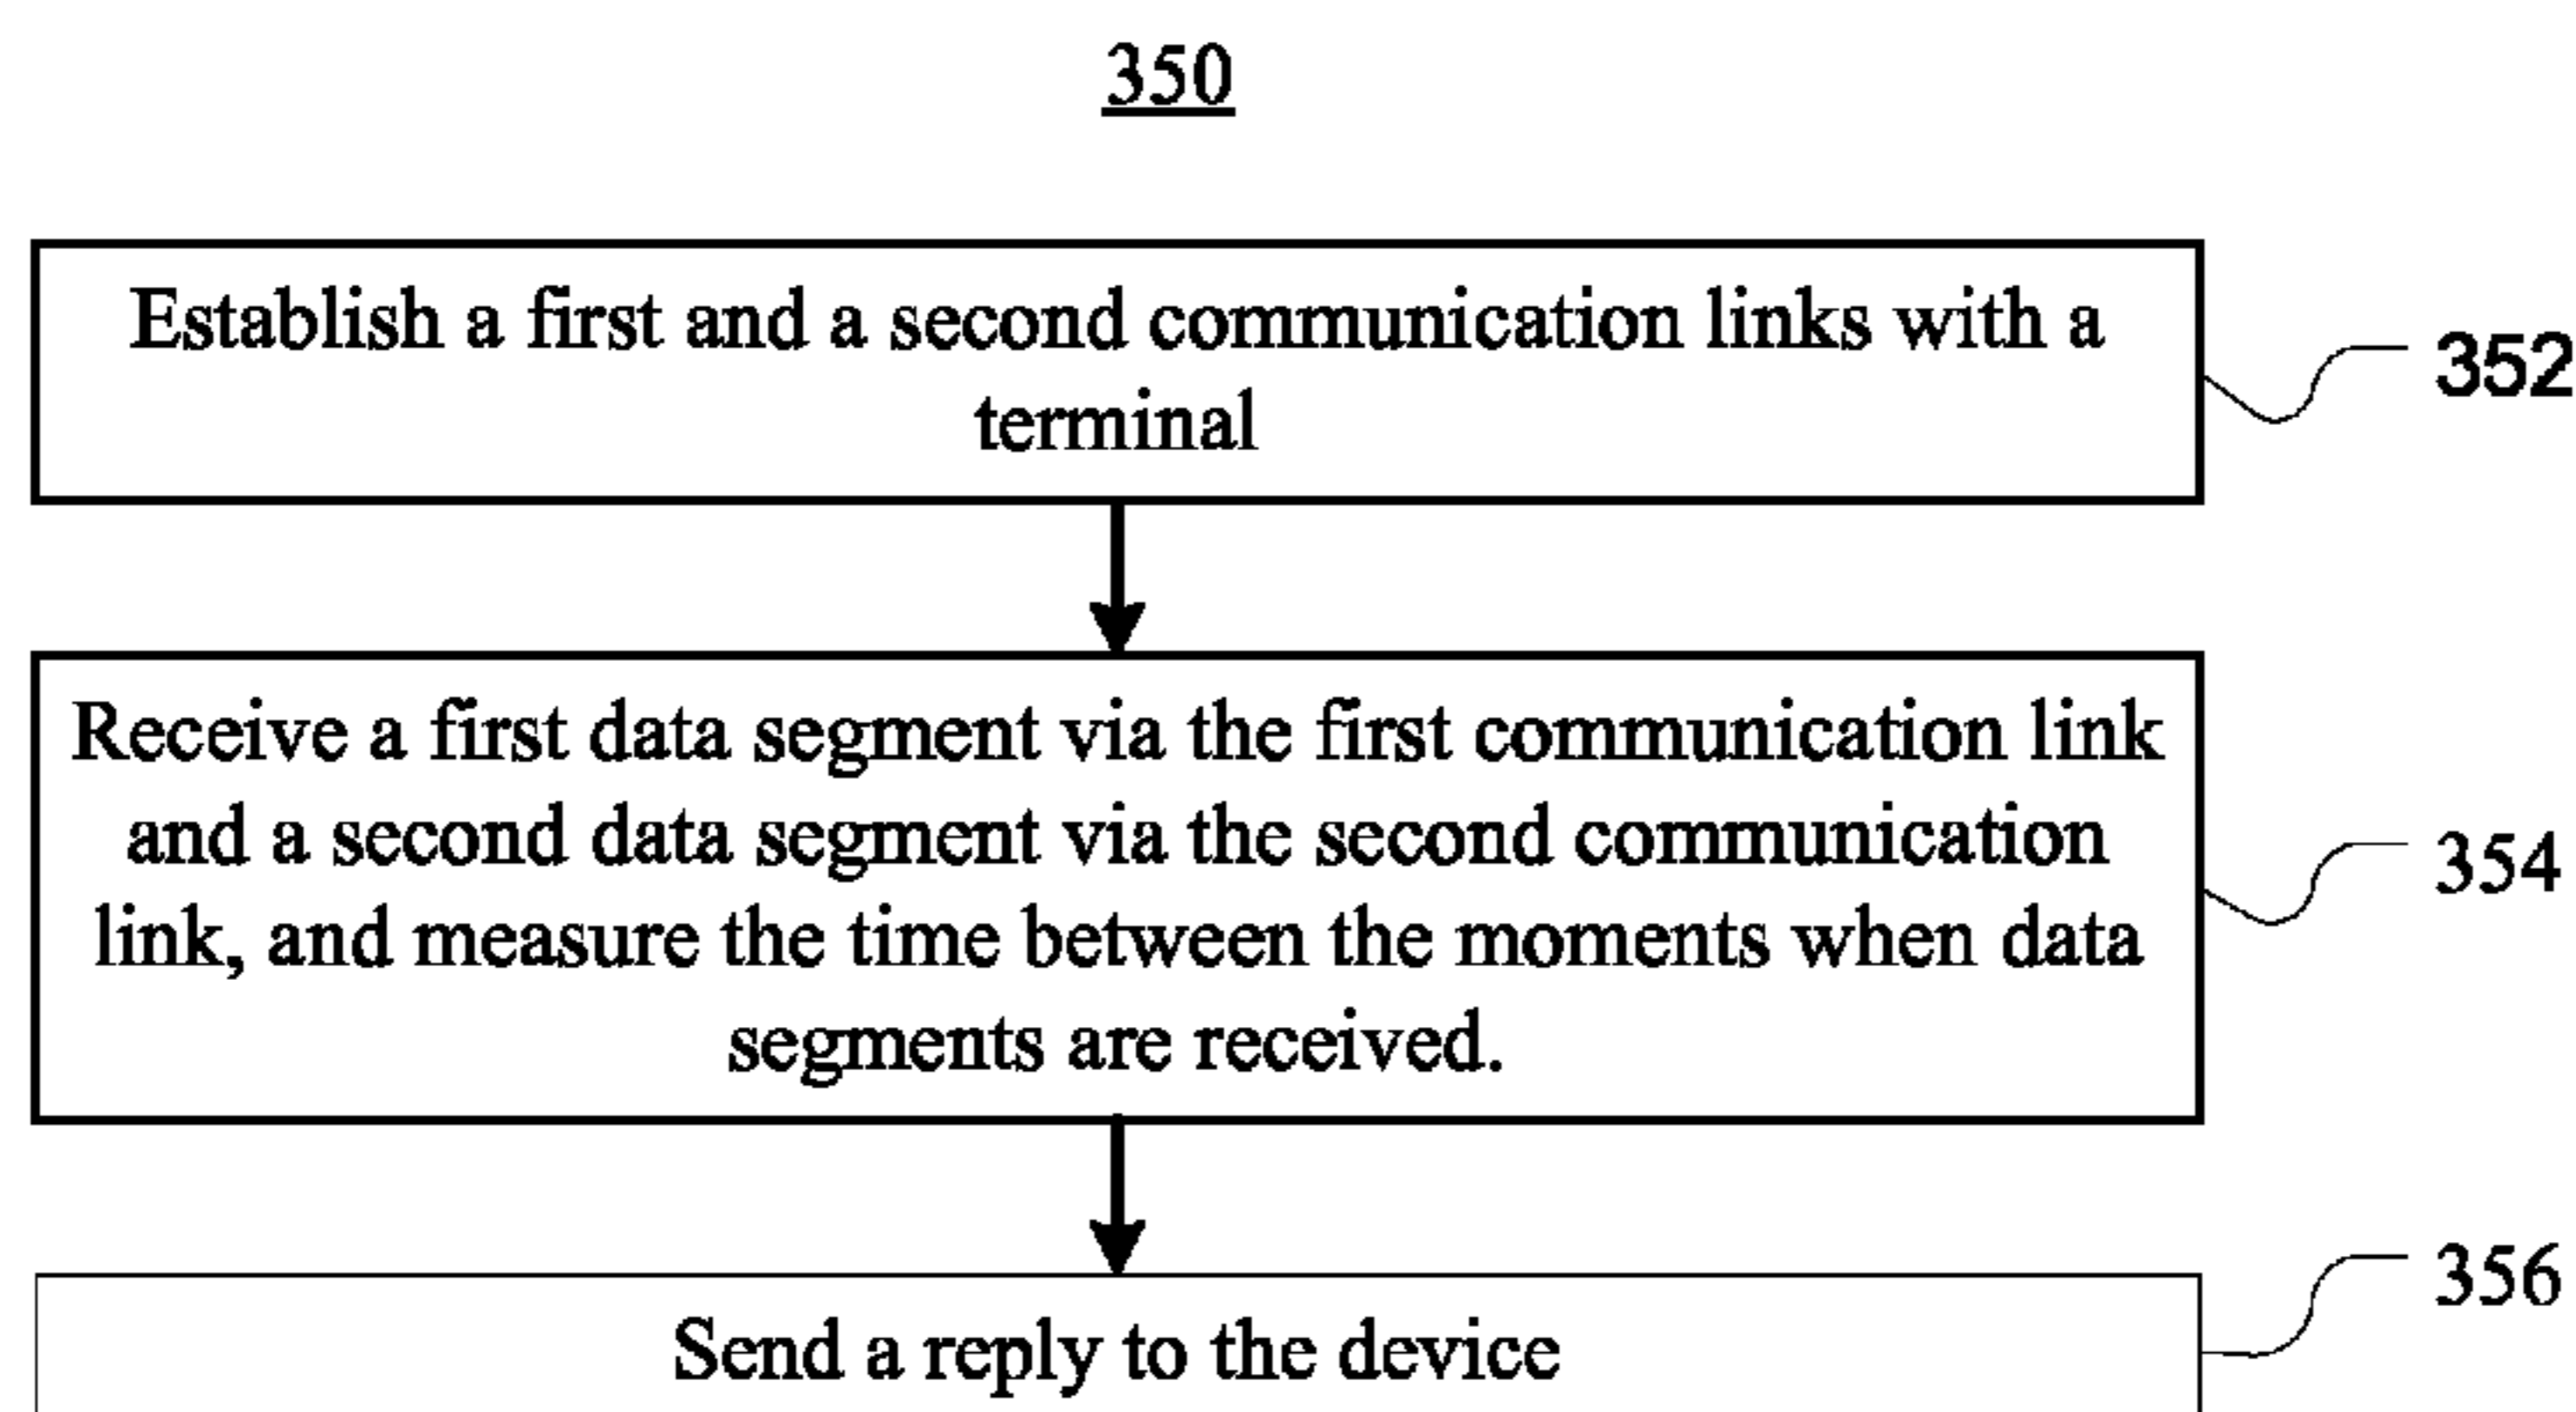 350
Establish a first and a second communication links with a
terminal
352
Receive a first data segment via the first communication link
and a second data segment via the second communication
link, and measure the time between the moments when data
segments are received.
354
Send a reply to the device
356